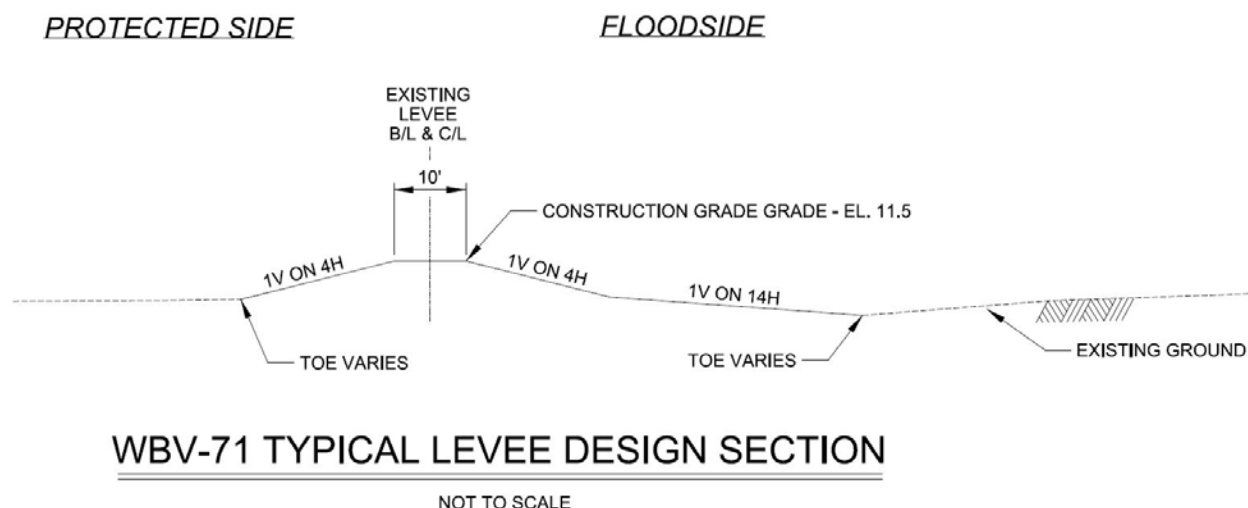 PROTECTED SIDE
FLOODSIDE
EXISTING
LEVEE
B/L & C/L
10'
CONSTRUCTION GRADE GRADE - EL. 11.5
1V ON 4H
1V ON 4H
1V ON 14H
TOE VARIES
TOE VARIES
EXISTING GROUND
WBV-71 TYPICAL LEVEE DESIGN SECTION
NOT TO SCALE